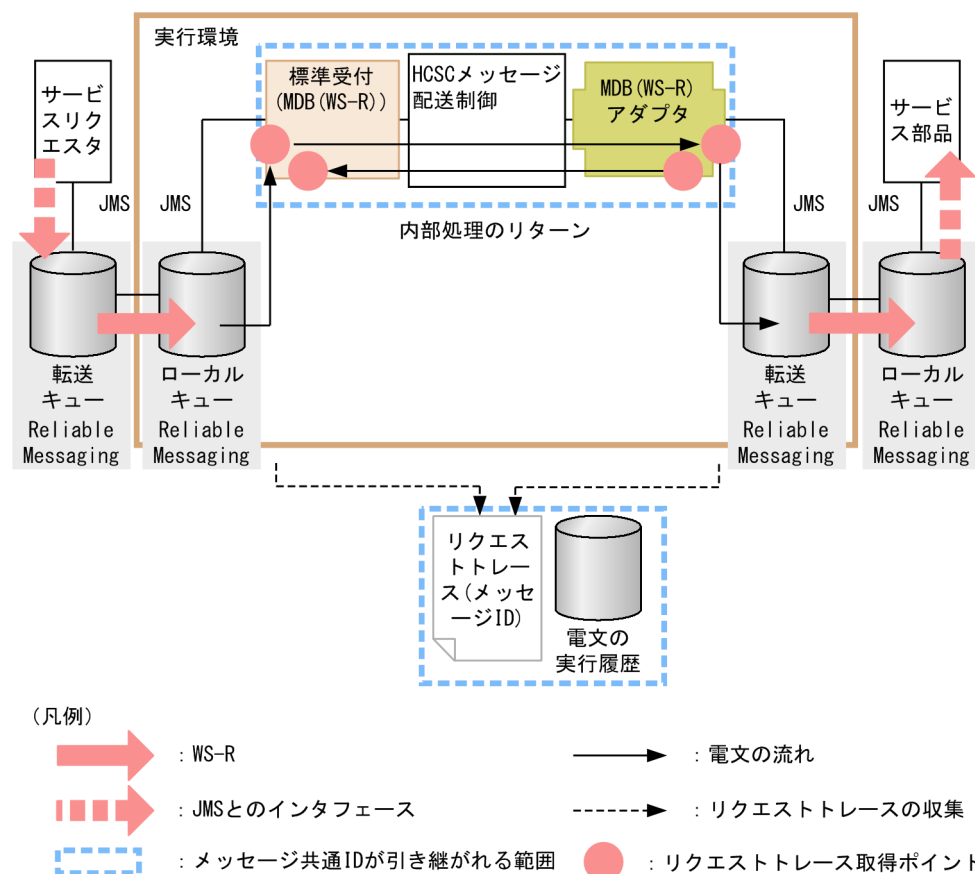 実行環境
サービ
スリク
エスタ
標準受付
(MDB(WS-R))
HCSCメッセージ
配送制御
MDB(WS-R)
アダプタ
サービ
ス部品
JMS
JMS
JMS
JMS
内部処理のリターン
転送
キュー
Reliable
Messaging
ローカル
キュー
Reliable
Messaging
転送
キュー
Reliable
Messaging
ローカル
キュー
Reliable
Messaging
リクエス
トトレー
ス(メッセ
ージID)
電文の
実行履歴
(凡例)
:WS-R
:電文の流れ
:JMSとのインタフェース
:リクエストトレースの収集
:メッセージ共通IDが引き継がれる範囲
:リクエストトレース取得ポイント